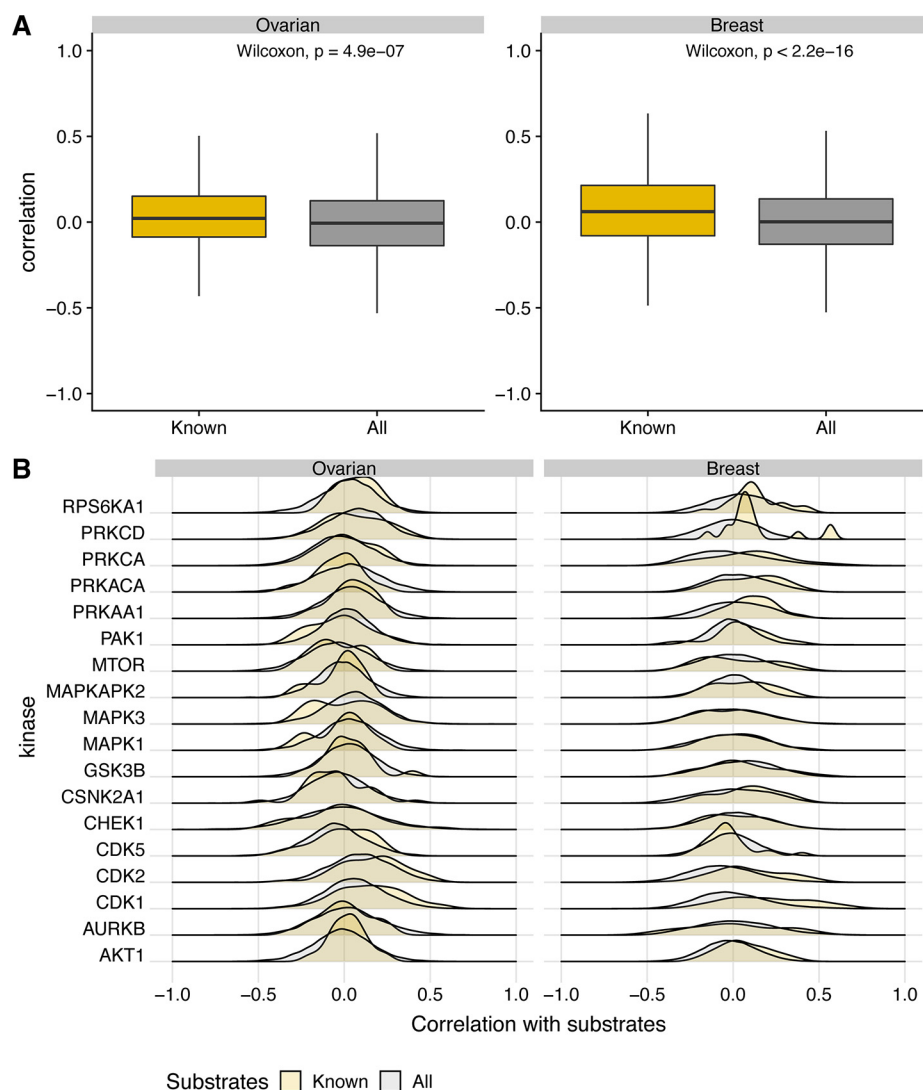 A
Ovarian
Breast
Wilcoxon, p = 4.9e−07
Wilcoxon, p < 2.2e−16
correlation
1.0
0.5
0.0
−0.5
−1.0
1.0
0.5
0.0
−0.5
−1.0
Known
All
Known
All
B
Ovarian
Breast
kinase
RPS6KA1
PRKCD
PRKCA
PRKACA
PRKAA1
PAK1
MTOR
MAPKAPK2
MAPK3
MAPK1
GSK3B
CSNK2A1
CHEK1
CDK5
CDK2
CDK1
AURKB
AKT1
−1.0 −0.5 0.0 0.5 1.0
−1.0 −0.5 0.0 0.5 1.0
Correlation with substrates
Substrates Known All